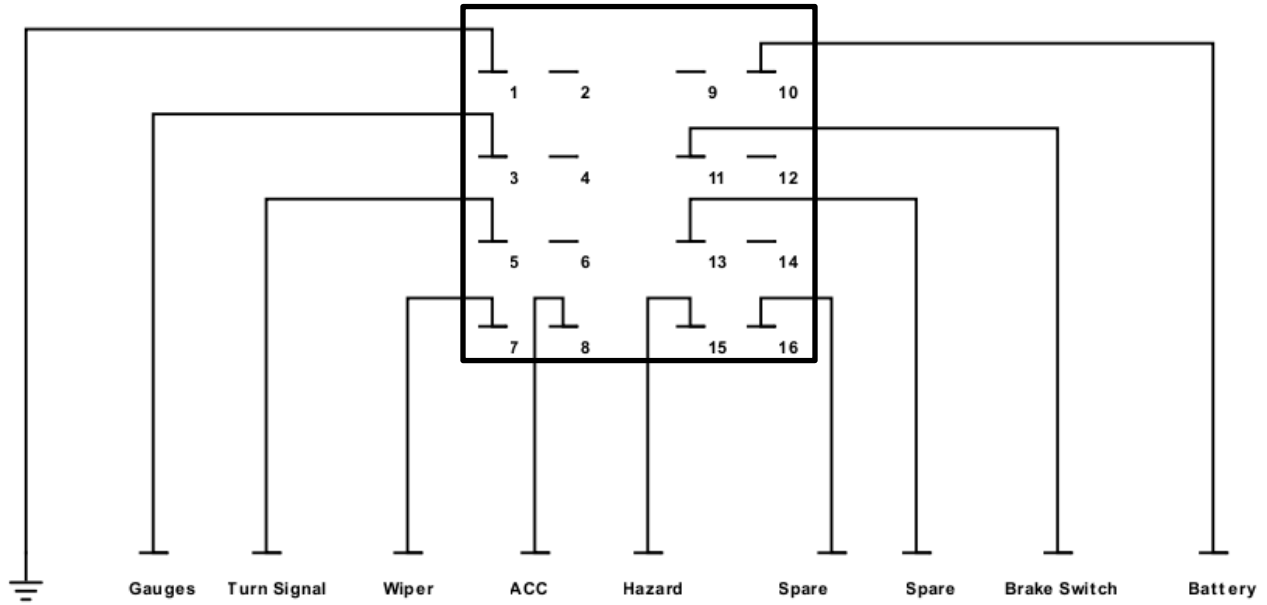 1 2 9 10
3 4 11 12
5 6 13 14
7 8 15 16
Gauges Turn Signal Wiper ACC Hazard Spare Spare Brake Switch Battery